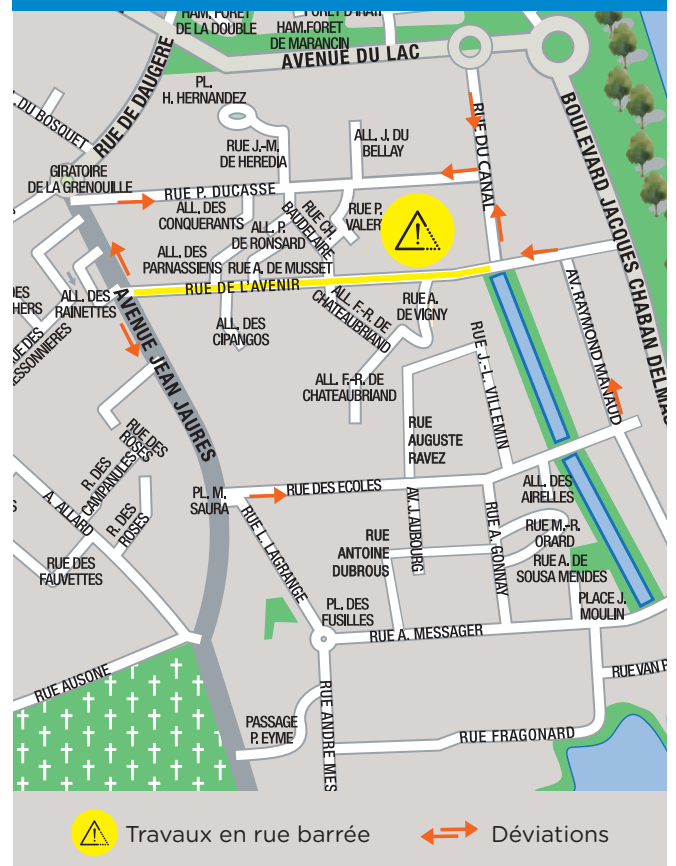 HAM. FORET
DE LA DOUBLE
HAM.FORET
DE MARANCIN
AVENUE DU LAC
RUE DE DAUGERE
PL.
H. HERNANDEZ
DU BOSQUET
RUE J.-M.
DE HEREDIA
ALL. J. DU
BELLAY
RUE DU CANAL
BOULEVARD JACQUES CHABAN DELMAS
GIRATOIRE
DE LA GRENOUILLE
RUE P. DUCASSE
ALL. DES
CONQUERANTS
ALL. P.
DE RONSARD
RUE CH.
BAUDELAIRE
RUE P.
VALER
ALL. DES
PARNASSIENS
RUE A. DE MUSSET
RUE DE L'AVENIR
ALL. DES
RAINETTES
ALL. DES
CIPANGOS
ALL. F.-R. DE
CHATEAUBRIAND
RUE A.
DE VIGNY
AV. RAYMOND MANAUD
AVENUE JEAN JAURES
ALL. F.-R. DE
CHATEAUBRIAND
RUE J.-L. VILLEMIN
RUE
AUGUSTE
RAVEZ
RUE DES
ROSES
R. DES
CAMPANULES
R. DES
ROSES
A. ALLARD
PL. M.
SAURA
RUE DES ECOLES
ALL. DES
AIRELLES
RUE L. LAGRANGE
AV. J.AUBOURG
RUE A. GONNAY
RUE M.-R.
ORARD
RUE
ANTOINE
DUBROUS
RUE A. DE
SOUSA MENDES
RUE DES
FAUVETTES
PL. DES
FUSILLES
PLACE J.
MOULIN
RUE A. MESSAGER
RUE AUSONE
RUE VAN
PASSAGE
P. EYME
RUE ANDRE MES
RUE FRAGONARD
Travaux en rue barrée
Déviations